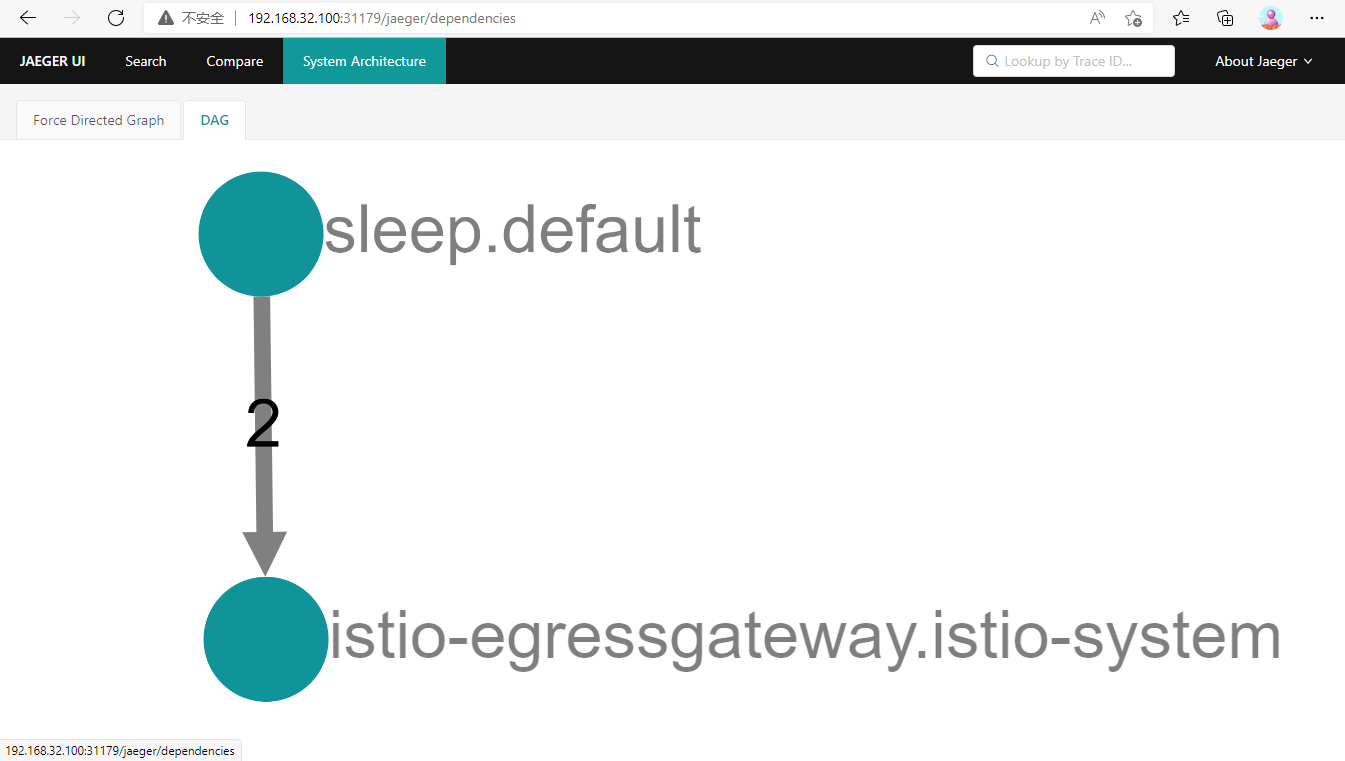 不安全 192.168.32.100:31179/jaeger/dependencies
JAEGER UI Search Compare System Architecture Lookup by Trace ID... About Jaeger
Force Directed Graph DAG
sleep.default
2
istio-egressgateway.istio-system
192.168.32.100:31179/jaeger/dependencies